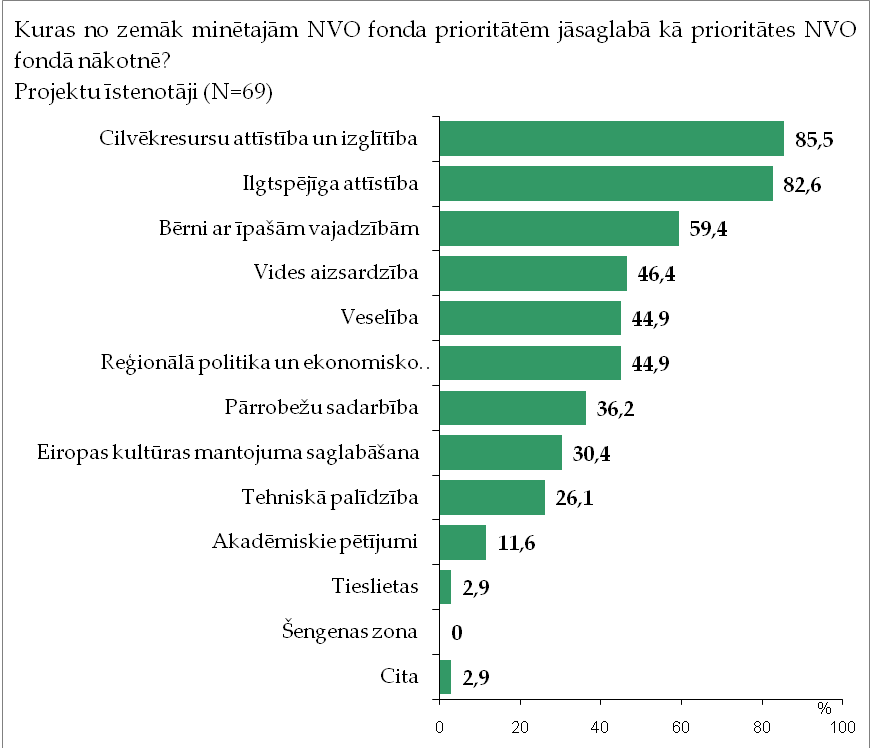 Kuras no zemāk minētajām NVO fonda prioritātēm jāsaglabā kā prioritātes NVO
fondā nākotnē?
Projektu īstenotāji (N=69)
Cilvēkresursu attīstība un izglītība 85,5
Ilgtspējīga attīstība 82,6
Bērni ar īpašām vajadzībām 59,4
Vides aizsardzība 46,4
Veselība 44,9
Reģionālā politika un ekonomisko.. 44,9
Pārrobežu sadarbība 36,2
Eiropas kultūras mantojuma saglabāšana 30,4
Tehniskā palīdzība 26,1
Akadēmiskie pētījumi 11,6
Tieslietas 2,9
Šengenas zona 0
Cita 2,9
%
0 20 40 60 80 100